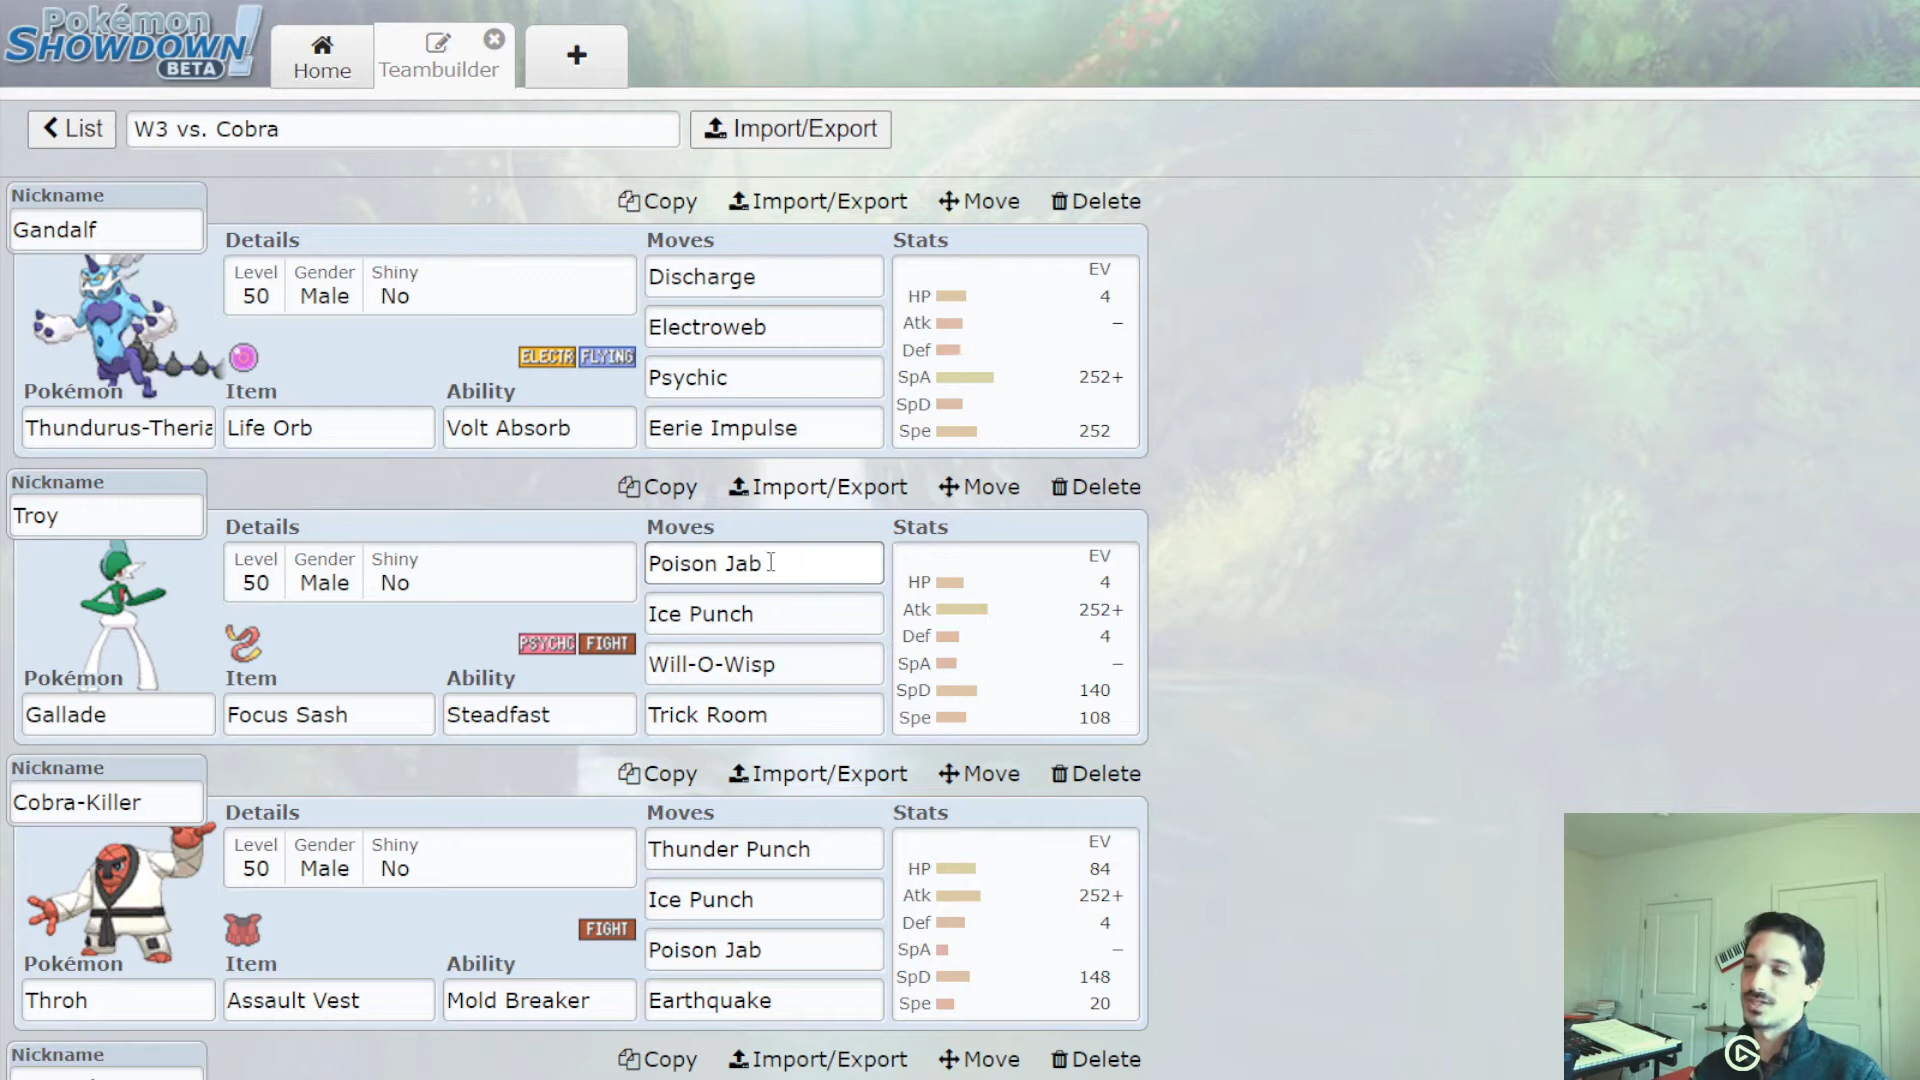 Pokémon
SHOWDOWN!
BETA
Home
Teambuilder
+
List
W3 vs. Cobra
Import/Export
Nickname
Gandalf
Copy
Import/Export
Move
Delete
Details
Level
50
Gender
Male
Shiny
No
ELECTR
FLYING
Pokémon
Thundurus-Theria
Item
Life Orb
Ability
Volt Absorb
Moves
Discharge
Electroweb
Psychic
Eerie Impulse
Stats
EV
HP 4
Atk –
Def
SpA 252+
SpD
Spe 252
Nickname
Troy
Copy
Import/Export
Move
Delete
Details
Level
50
Gender
Male
Shiny
No
PSYCHC
FIGHT
Pokémon
Gallade
Item
Focus Sash
Ability
Steadfast
Moves
Poison Jab
Ice Punch
Will-O-Wisp
Trick Room
Stats
EV
HP 4
Atk 252+
Def 4
SpA –
SpD 140
Spe 108
Nickname
Cobra-Killer
Copy
Import/Export
Move
Delete
Details
Level
50
Gender
Male
Shiny
No
FIGHT
Pokémon
Throh
Item
Assault Vest
Ability
Mold Breaker
Moves
Thunder Punch
Ice Punch
Poison Jab
Earthquake
Stats
EV
HP 84
Atk 252+
Def 4
SpA –
SpD 148
Spe 20
Nickname
Copy
Import/Export
Move
Delete